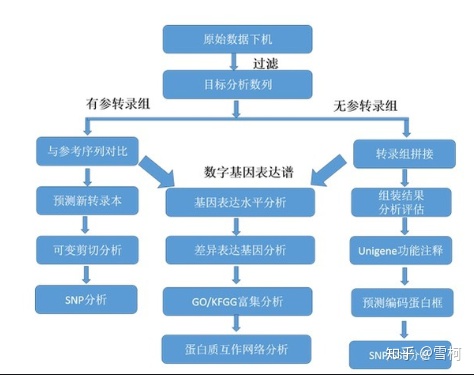 原始数据下机
过滤
目标分析数列
有参转录组
无参转录组
与参考序列对比
转录组拼接
数字基因表达谱
预测新转录本
基因表达水平分析
组装结果
分析评估
可变剪切分析
差异表达基因分析
Unigene功能注释
SNP分析
GO/KFGG富集分析
预测编码蛋白框
蛋白质互作网络分析
知乎 @雪柯